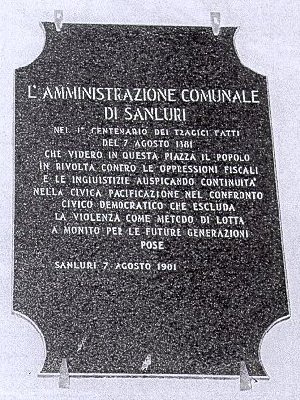 L'AMMINISTRAZIONE COMUNALE
DI SANLURI
NEL 1° CENTENARIO DEI TRAGICI FATTI
DEL 7 AGOSTO 1881
CHE VIDERO IN QUESTA PIAZZA IL POPOLO
IN RIVOLTA CONTRO LE OPPRESSIONI FISCALI
E LE INGIUSTIZIE AUSPICANDO CONTINUITA'
NELLA CIVICA PACIFICAZIONE NEL CONFRONTO
CIVICO DEMOCRATICO CHE ESCLUDA
LA VIOLENZA COME METODO DI LOTTA
A MONITO PER LE FUTURE GENERAZIONI
POSE
SANLURI 7 AGOSTO 1981